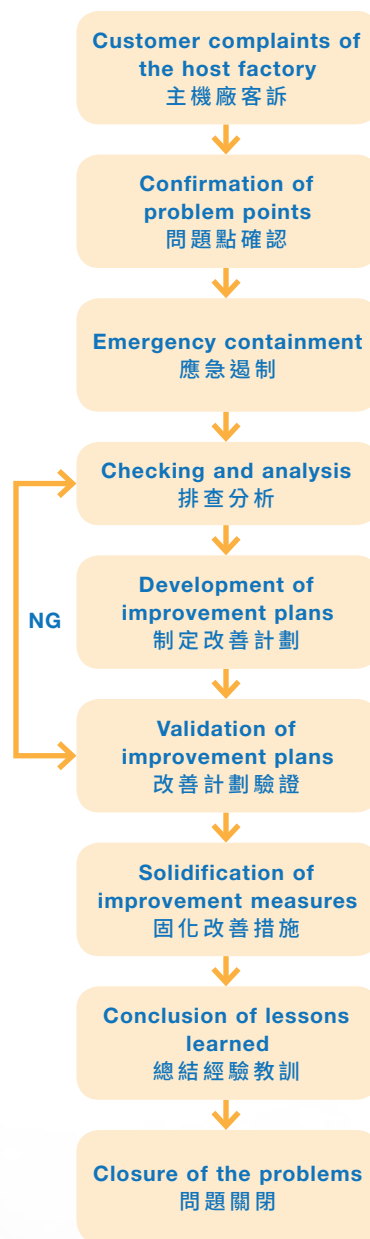 Customer complaints of
the host factory
主機廠客訴
Confirmation of
problem points
問題點確認
Emergency containment
應急遏制
Checking and analysis
排查分析
Development of
improvement plans
制定改善計劃
NG
Validation of
improvement plans
改善計劃驗證
Solidification of
improvement measures
固化改善措施
Conclusion of lessons
learned
總結經驗教訓
Closure of the problems
問題關閉